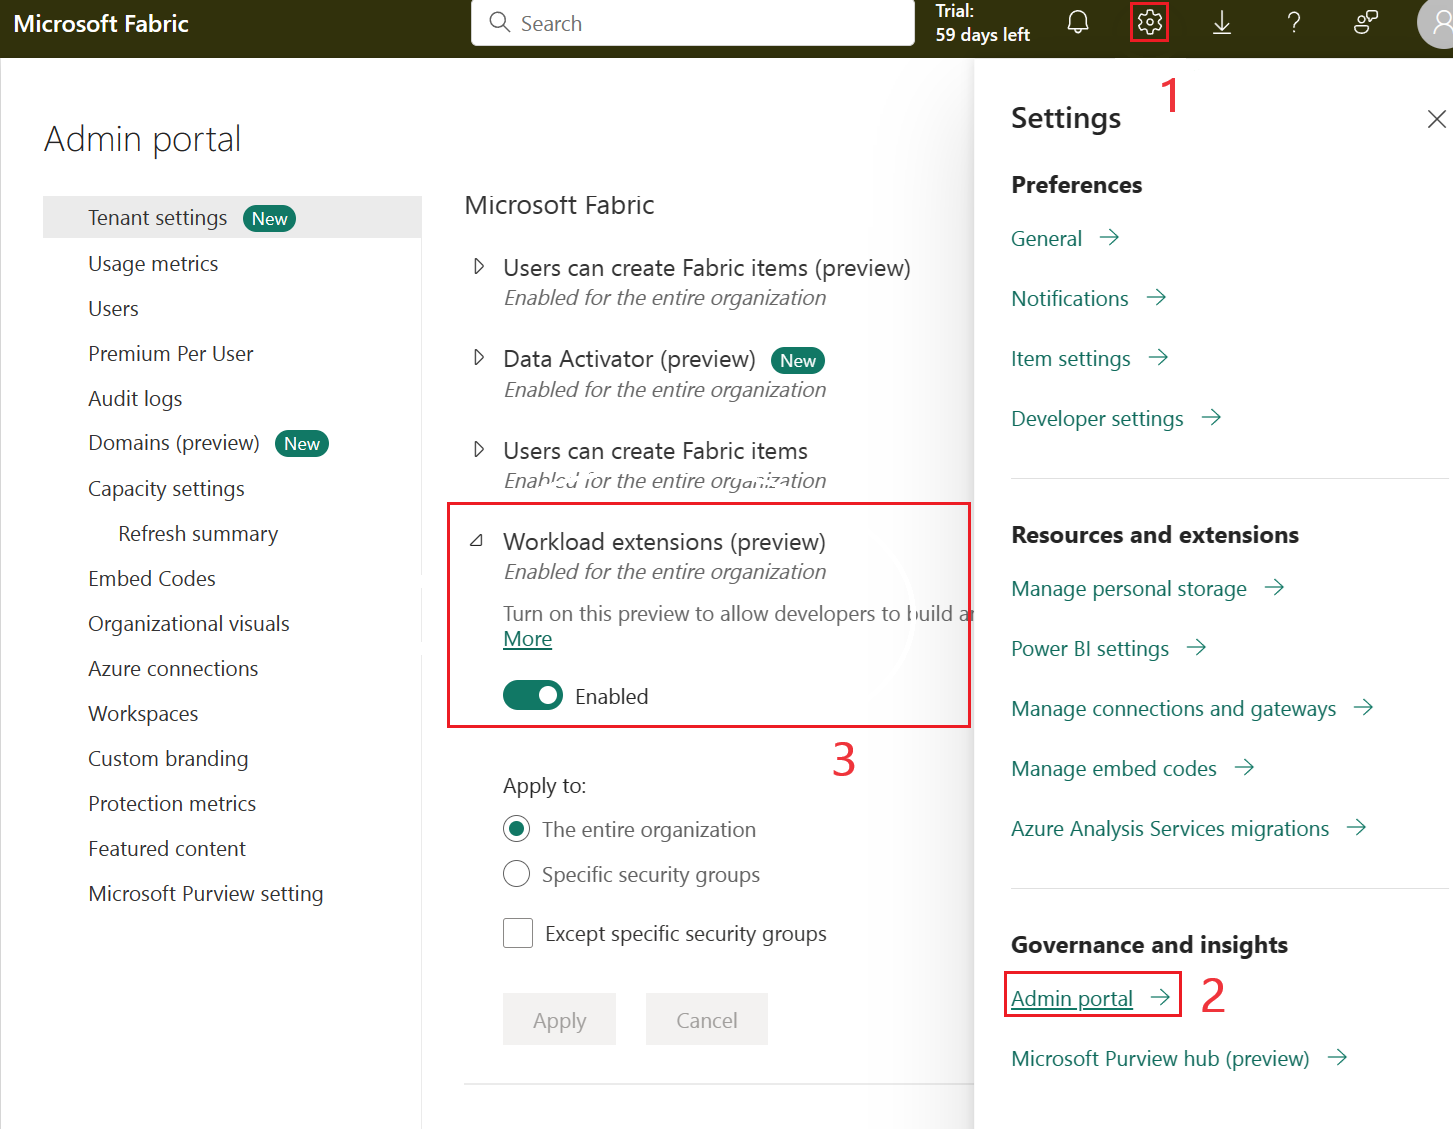 Microsoft Fabric
Search
Trial:
59 days left
1
Admin portal
Tenant settings New
Usage metrics
Users
Premium Per User
Audit logs
Domains (preview) New
Capacity settings
Refresh summary
Embed Codes
Organizational visuals
Azure connections
Workspaces
Custom branding
Protection metrics
Featured content
Microsoft Purview setting
Microsoft Fabric
Users can create Fabric items (preview)
Enabled for the entire organization
Data Activator (preview) New
Enabled for the entire organization
Users can create Fabric items
Enabled for the entire organization
Workload extensions (preview)
Enabled for the entire organization
Turn on this preview to allow developers to build
More
Enabled
3
Apply to:
The entire organization
Specific security groups
Except specific security groups
Apply
Cancel
Settings
Preferences
General
Notifications
Item settings
Developer settings
Resources and extensions
Manage personal storage
Power BI settings
Manage connections and gateways
Manage embed codes
Azure Analysis Services migrations
Governance and insights
Admin portal
2
Microsoft Purview hub (preview)